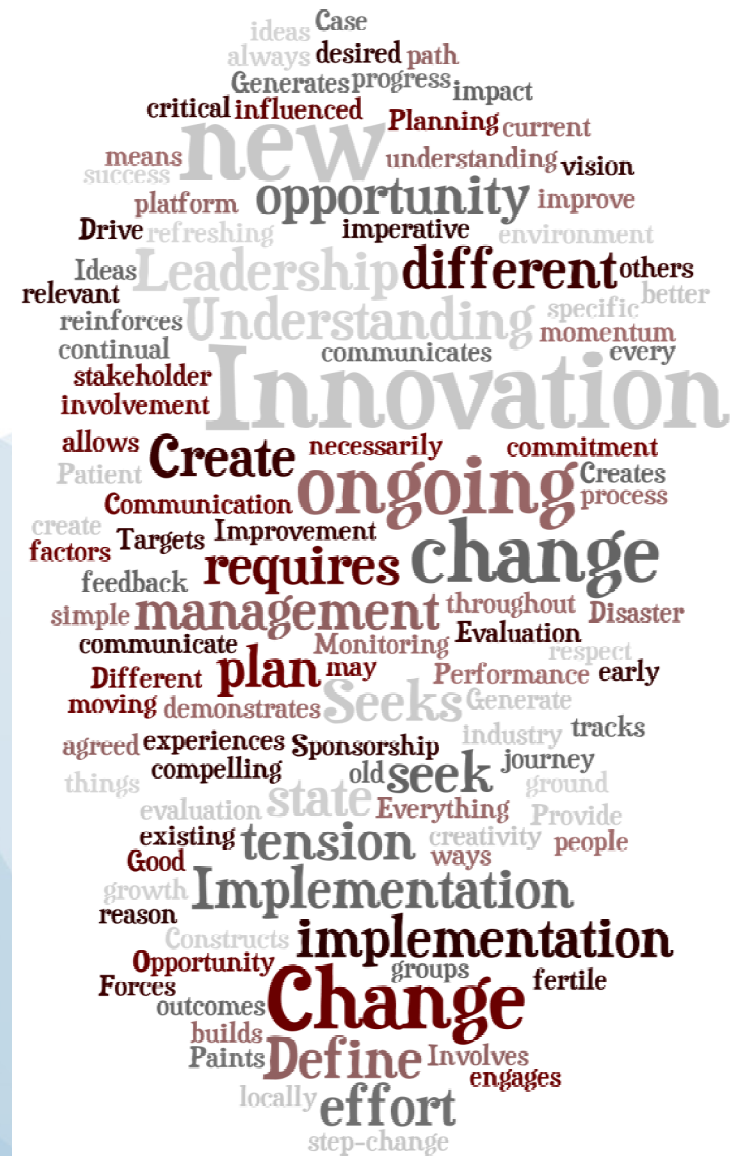 ideas Case
always desired path
Generates progress impact
critical influenced Planning current
means new understanding vision
success
platform opportunity improve
Drive refreshing imperative environment
Ideas Leadership different others
relevant better
reinforces Understanding specific momentum
continual communicates every
stakeholder Innovation
involvement
allows Create necessarily commitment
Patient ongoing Creates
Communication process
create Targets Improvement change
factors requires
feedback
simple management throughout Disaster
communicate Monitoring Evaluation respect
Different plan may Performance early
moving demonstrates Seeks Generate
agreed experiences Sponsorship industry tracks
compelling old seek journey
things state ground
evaluation Everything Provide
existing tension creativity people
Good ways
growth Implementation
reason
Constructs implementation
Opportunity groups fertile
Forces Change
outcomes
builds
Paints Define Involves
engages
locally effort
step-change